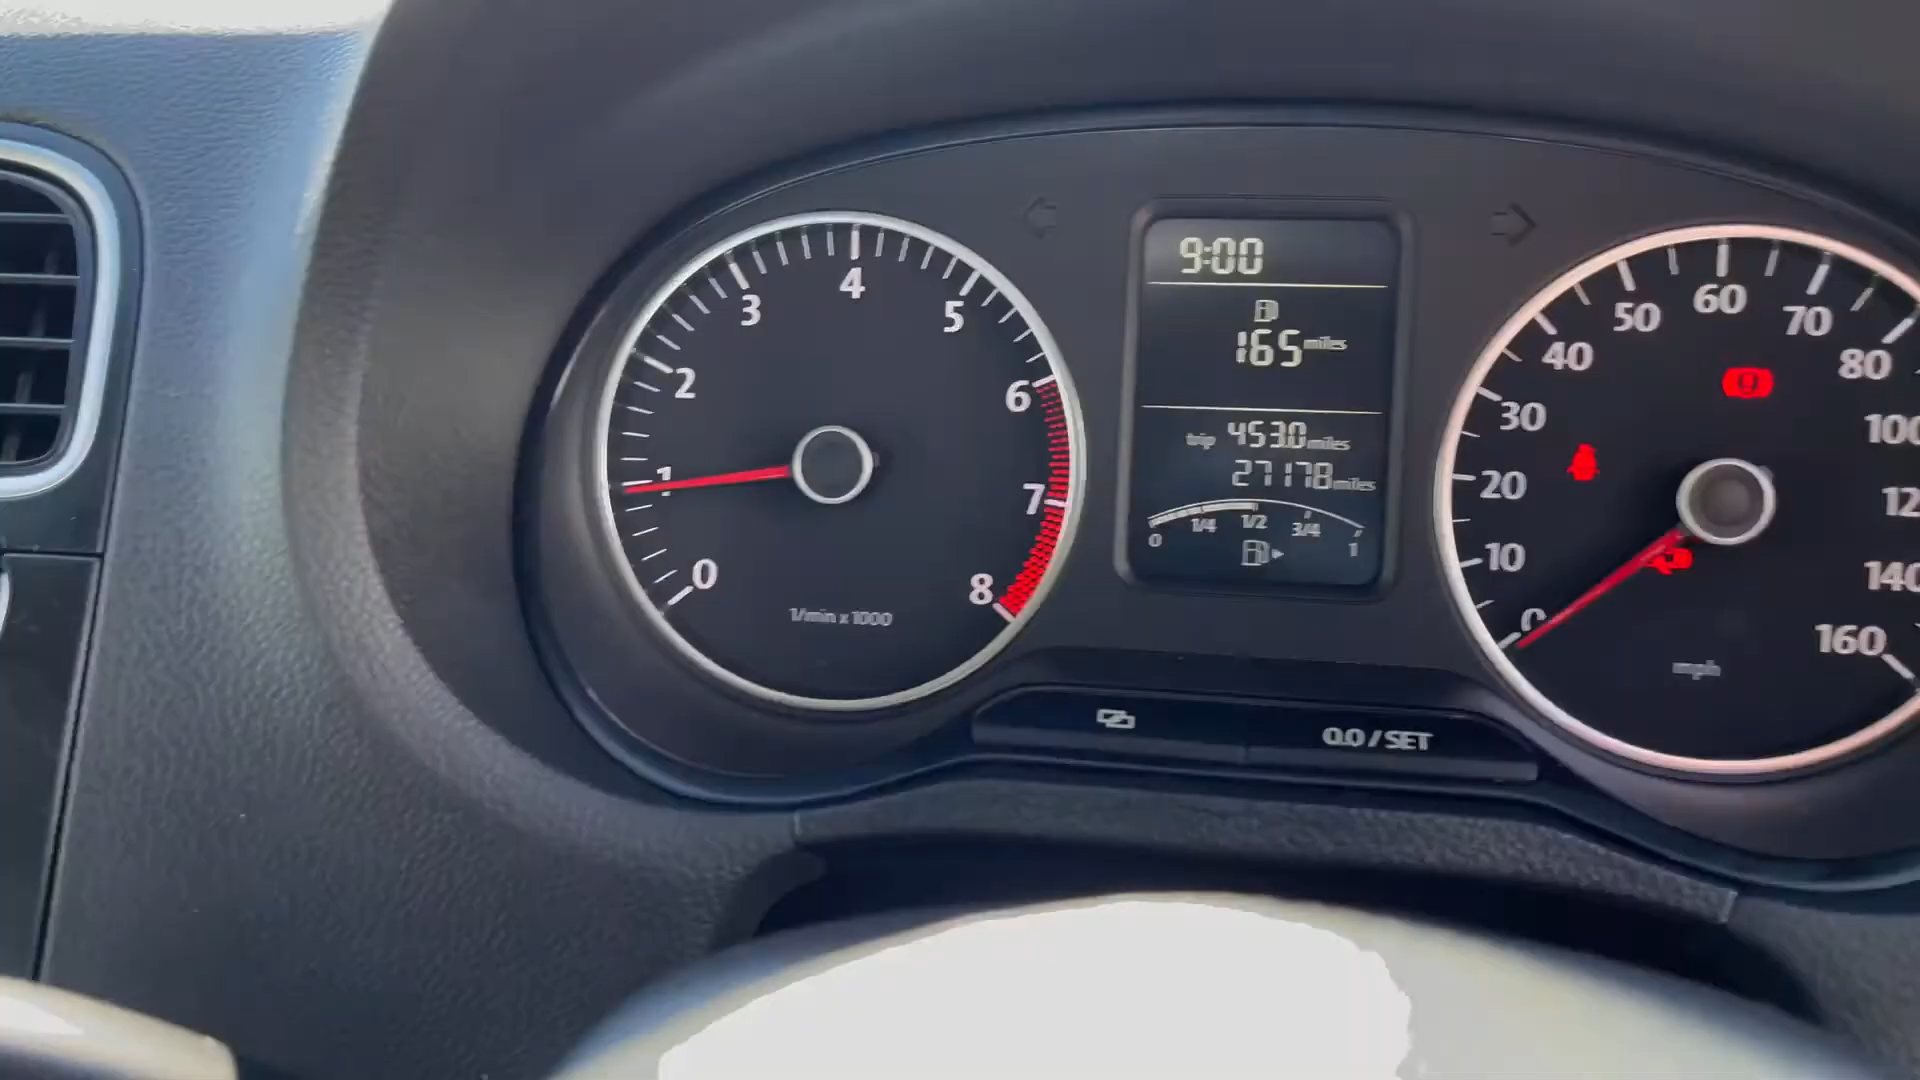 0 1 2 3 4 5 6 7 8
1/min x 1000
9:00
165 miles
trip 453.0 miles
27178 miles
0 1/4 1/2 3/4 1
0.0 / SET
0 10 20 30 40 50 60 70 80 100 12 140 160
mph